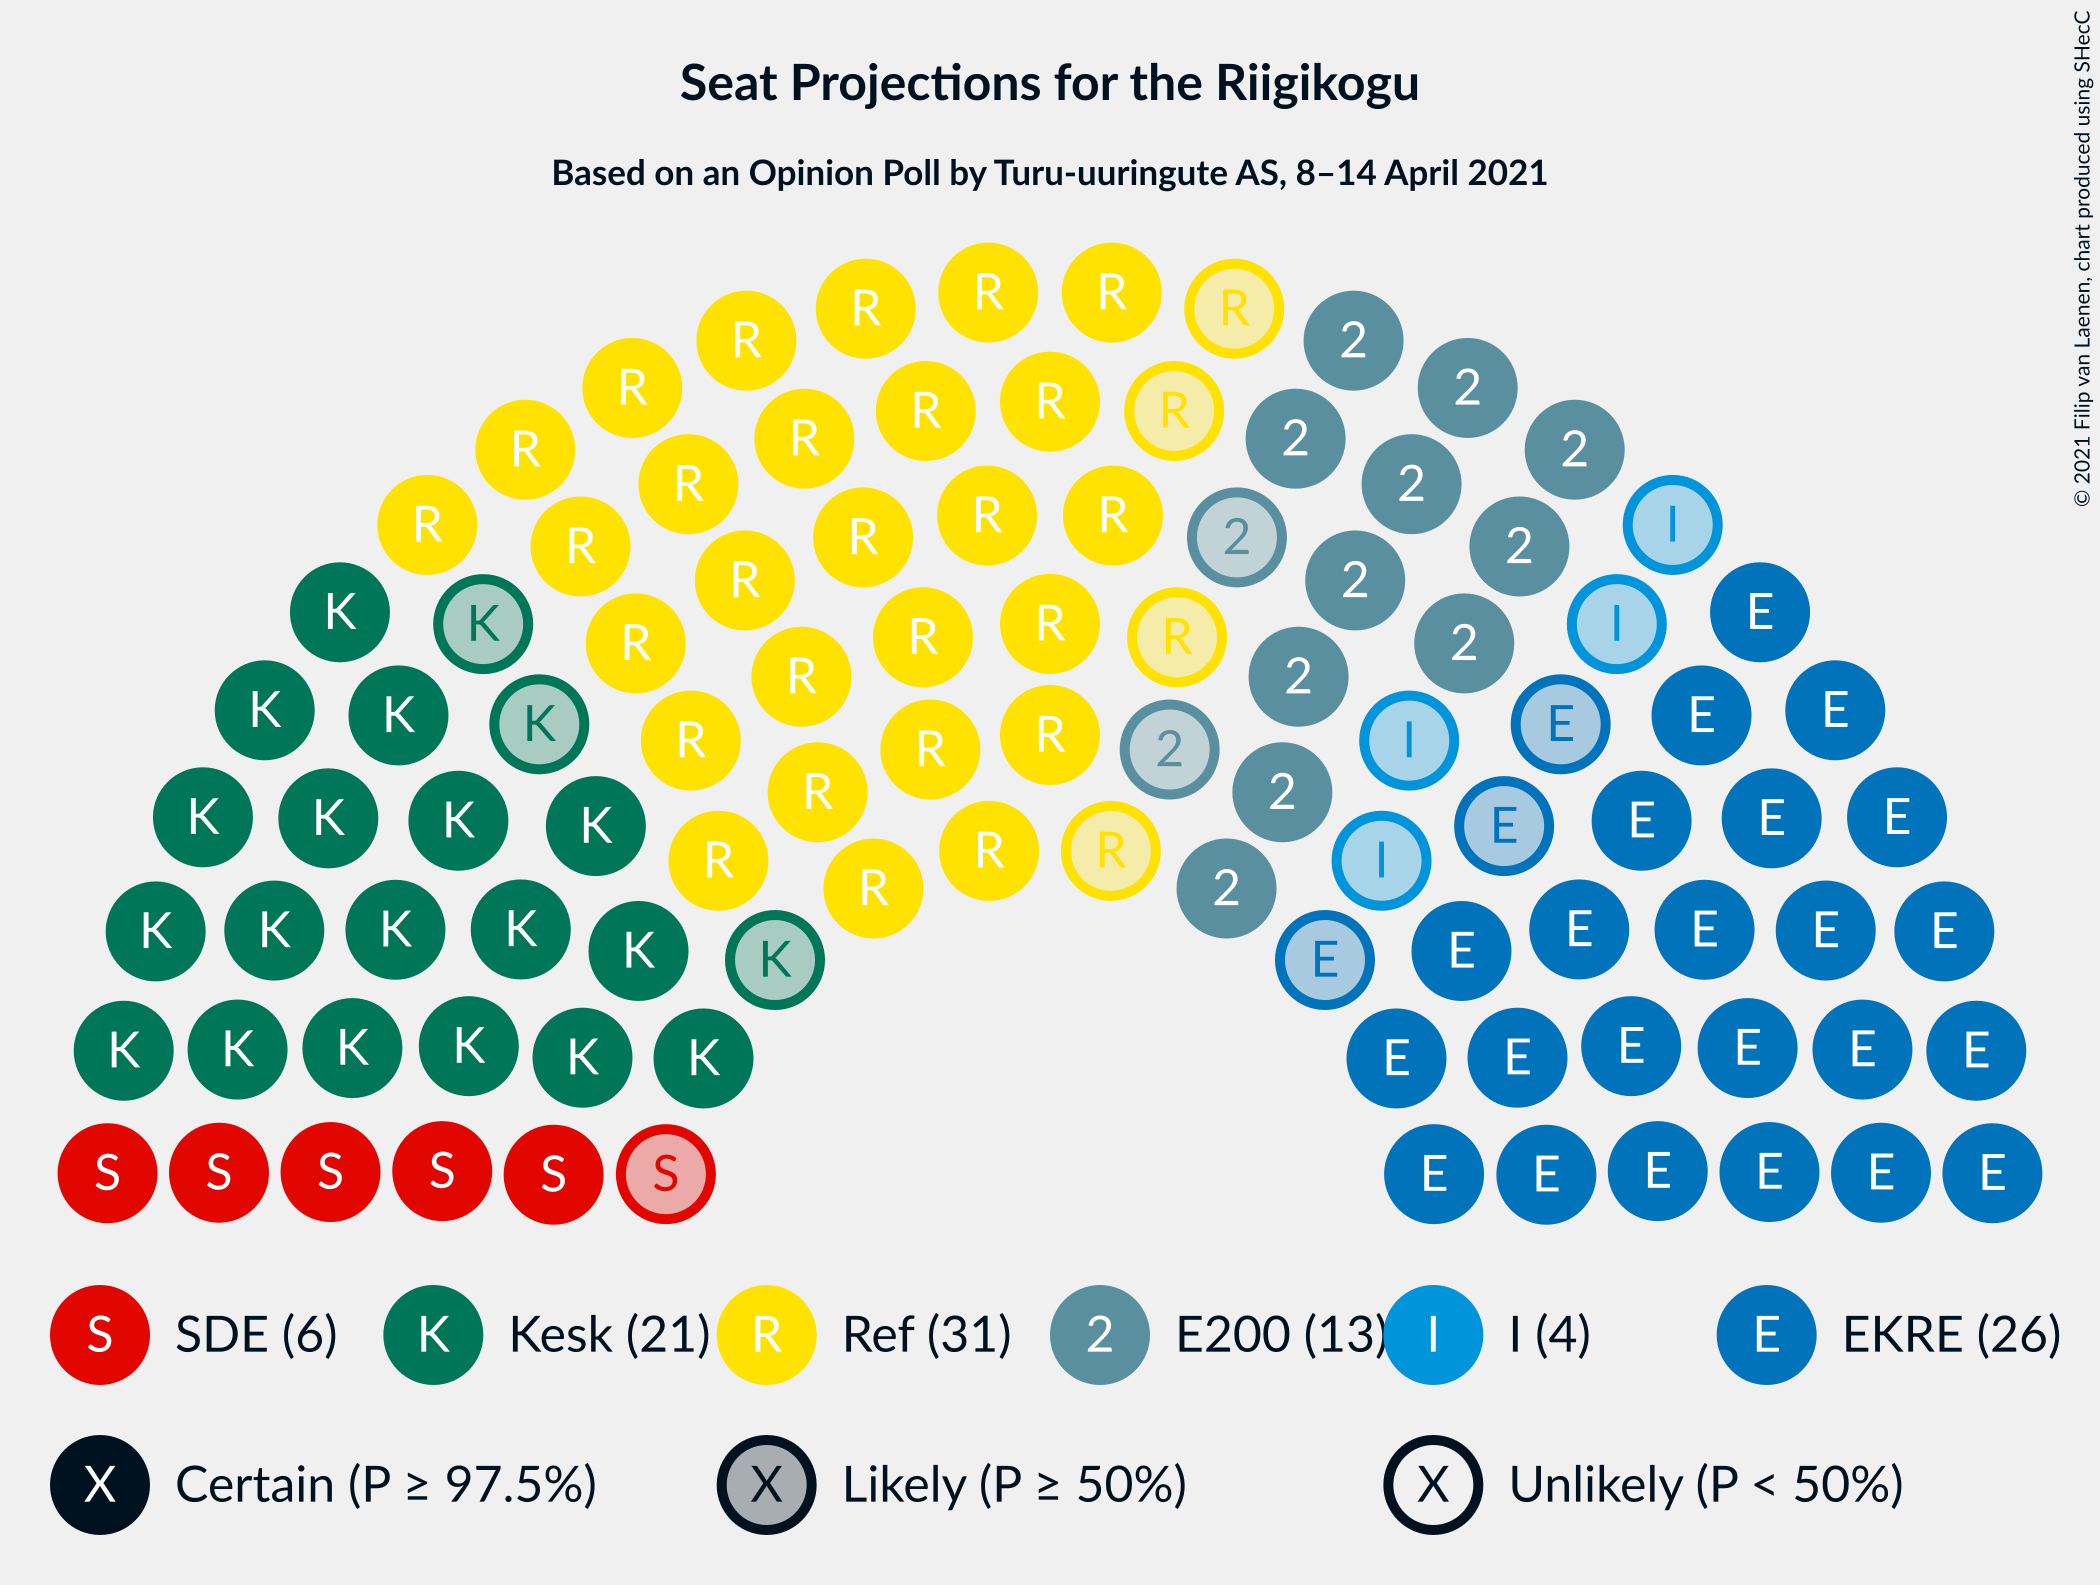 Seat Projections for the Riigikogu
Based on an Opinion Poll by Turu-uuringute AS, 8–14 April 2021
© 2021 Filip van Laenen, chart produced using SHecC
R R R R R
R 2
R R R R 2
R 2 2
R R R R 2 2
R R R 2 2 I
K K R R R R 2 2 I E
K K K R R R R 2 2 I E E E
K K K K R R R 2 2 I E E E E
K K K K K K R R R R 2 E E E E E E E
K K K K K K E E E E E E
S S S S S S E E E E E E
S SDE (6) K Kesk (21) R Ref (31) 2 E200 (13) I I (4) E EKRE (26)
X Certain (P ≥ 97.5%) X Likely (P ≥ 50%) X Unlikely (P < 50%)